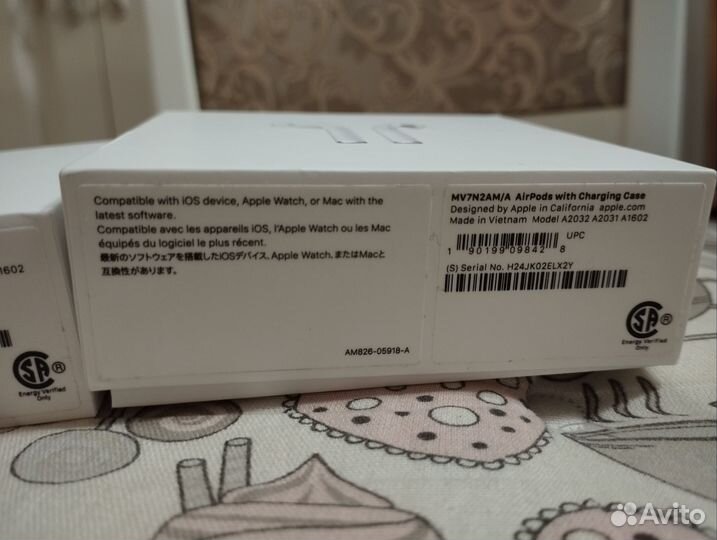 Compatible with iOS device, Apple Watch, or Mac with the
latest software.
Compatible avec les appareils iOS, l'Apple Watch ou les Mac
équipés du logiciel le plus récent.
最新のソフトウェアを搭載したiOSデバイス、Apple Watch、またはMacと
互換性があります。
AM826-05918-A
MV7N2AM/A AirPods with Charging Case
Designed by Apple in California apple.com
Made in Vietnam Model A2032 A2031 A1602
UPC
1 90199 09842 8
(S) Serial No. H24JK02ELX2Y
SA ®
Energy Verified
Only
A1602
SA ®
Energy Verified
Only
Avito